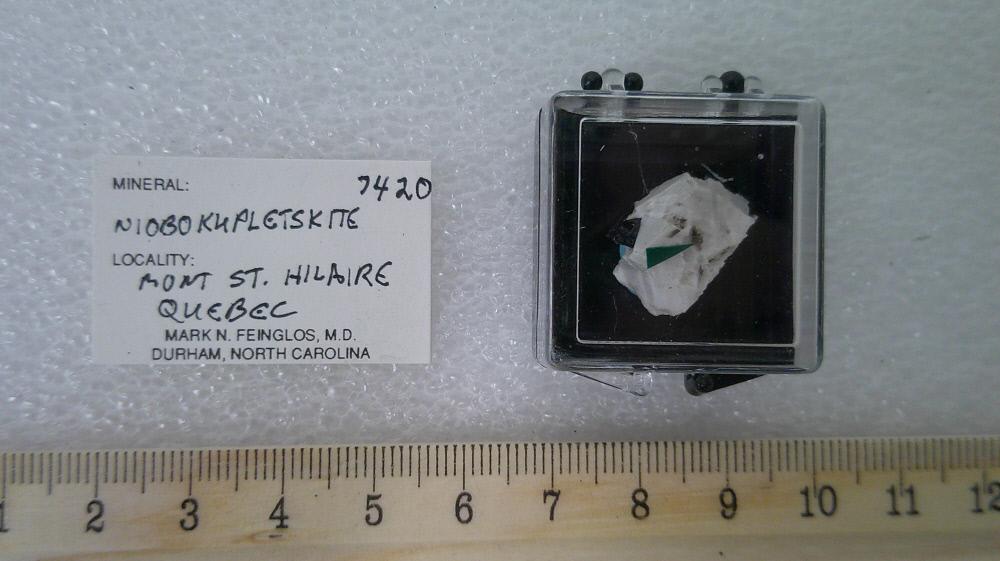 MINERAL: 7420
NIOBOKUPLETSKITE
LOCALITY:
MONT ST. HILAIRE
QUEBEC
MARK N. FEINGLOS, M.D.
DURHAM, NORTH CAROLINA
1 2 3 4 5 6 7 8 9 10 11 12